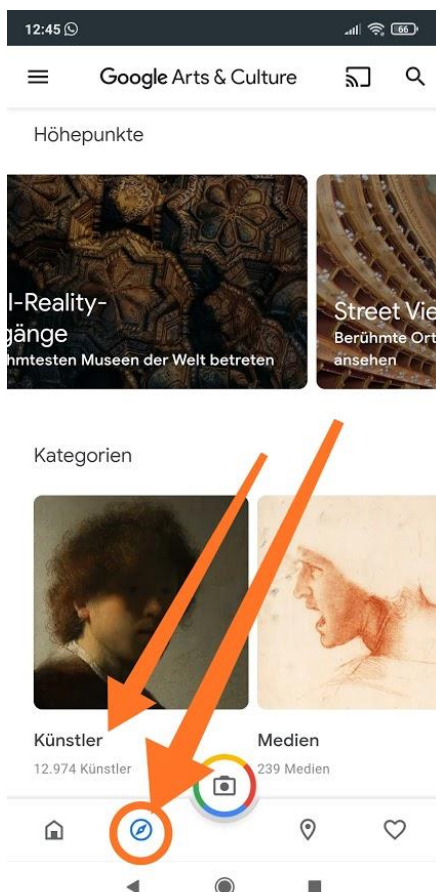 12:45
66
Google Arts & Culture
Höhepunkte
l-Reality-
gänge
hmtesten Museen der Welt betreten
Street Vie
Berühmte Ort
ansehen
Kategorien
Künstler
12.974 Künstler
Medien
239 Medien